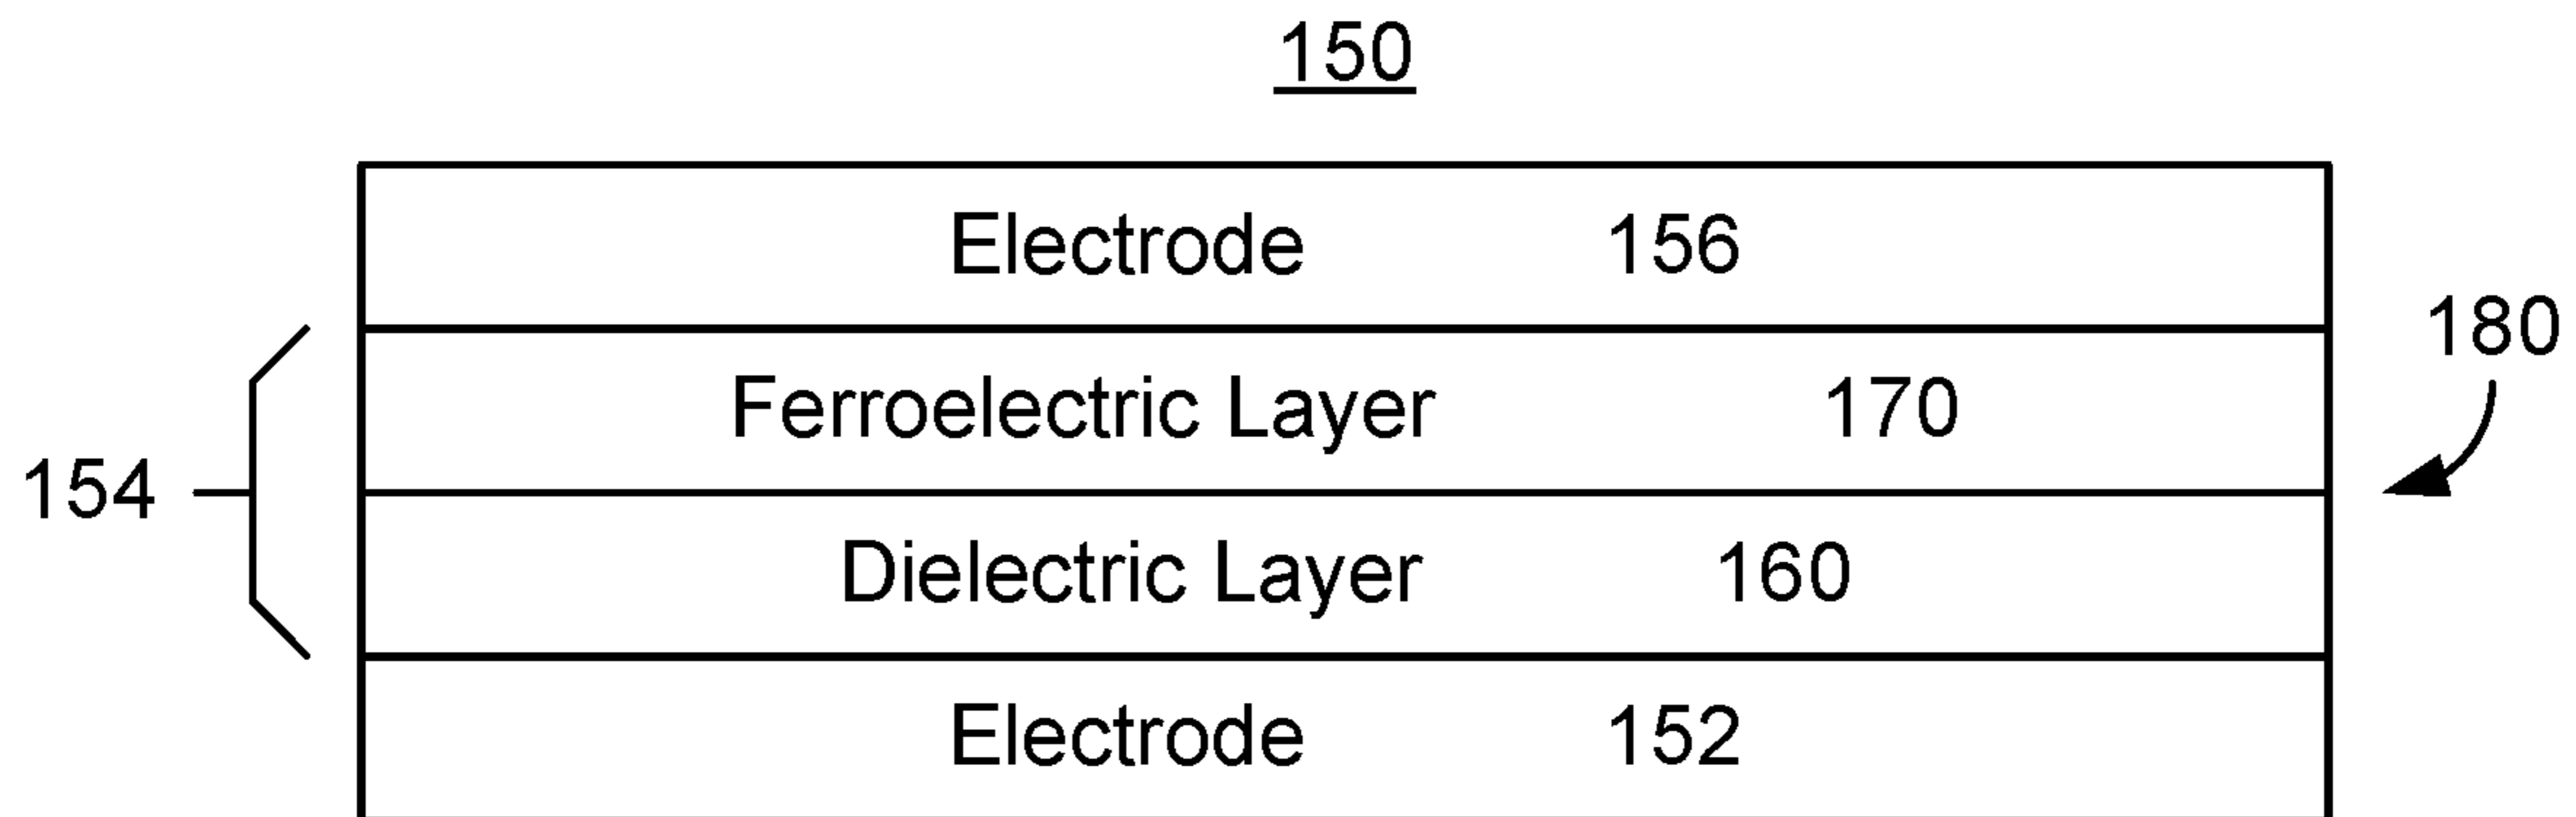 150
Electrode 156
180
Ferroelectric Layer 170
154
Dielectric Layer 160
Electrode 152